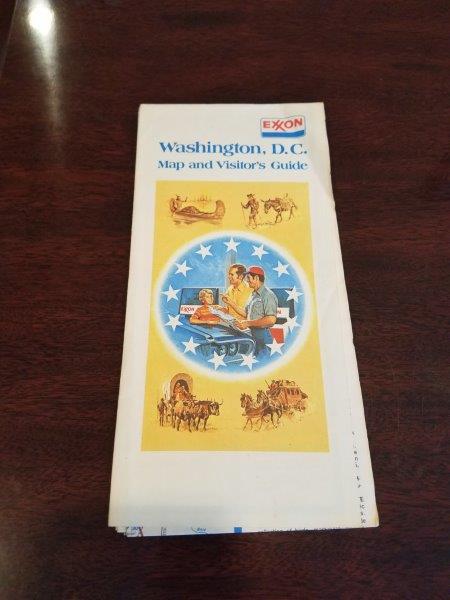 EXXON
Washington, D.C.
Map and Visitor's Guide
EXXON